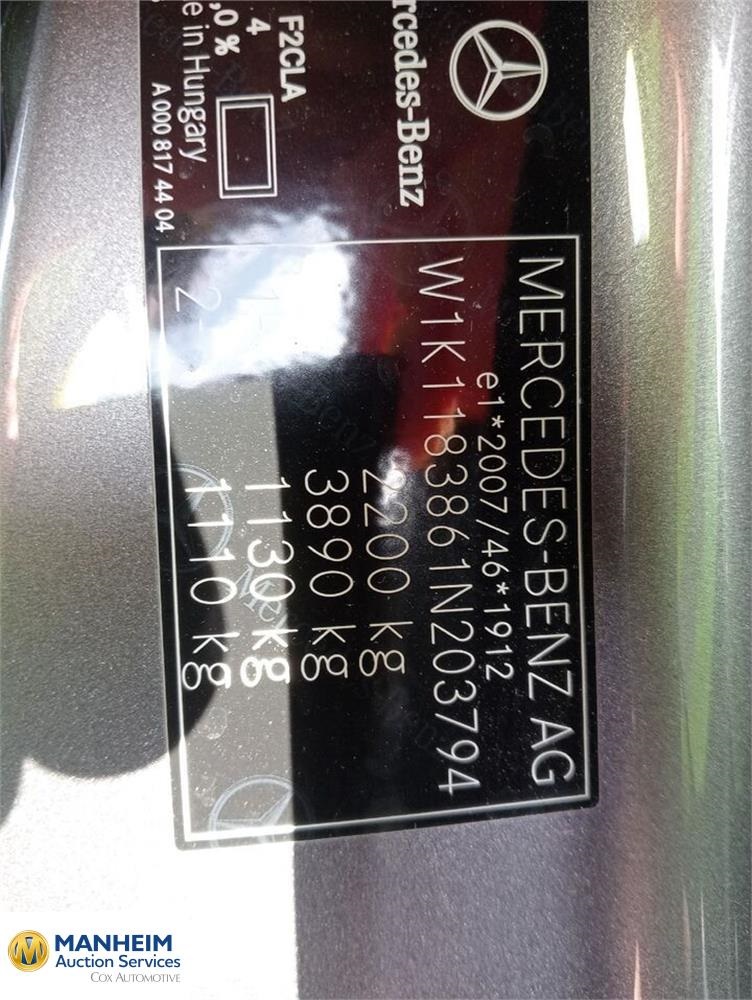 Mercedes-Benz
F2CLA
4
,0 %
e in Hungary
A 000 817 44 04
MERCEDES-BENZ AG
e1*2007/46*1912
W1K1183861N203794
2200 kg
3890 kg
1- 1130 kg
2- 1110 kg
MANHEIM
Auction Services
COX AUTOMOTIVE